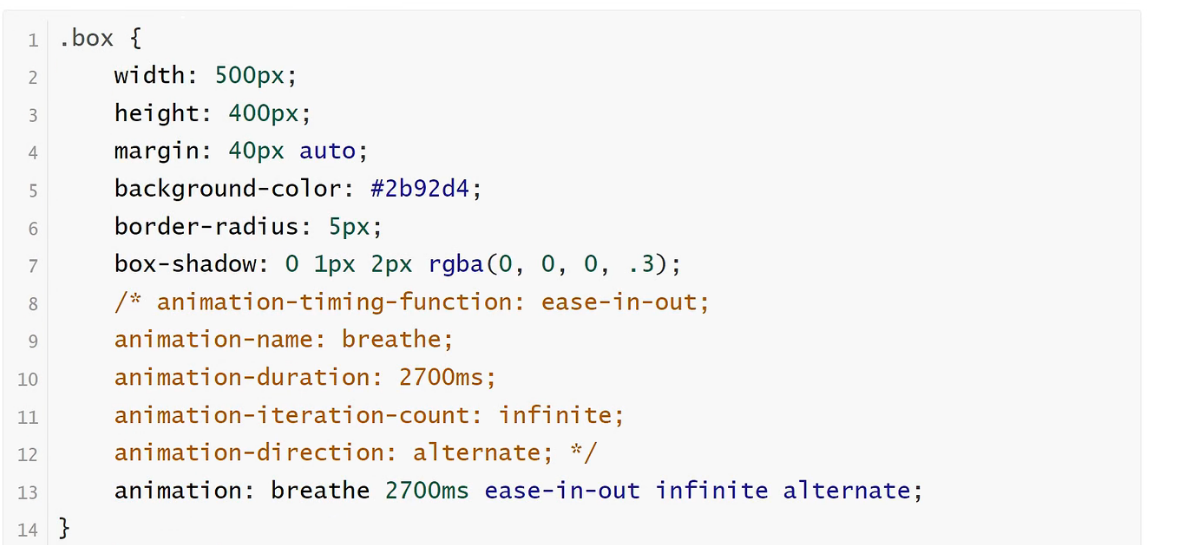 1 .box {
2 width: 500px;
3 height: 400px;
4 margin: 40px auto;
5 background-color: #2b92d4;
6 border-radius: 5px;
7 box-shadow: 0 1px 2px rgba(0, 0, 0, .3);
8 /* animation-timing-function: ease-in-out;
9 animation-name: breathe;
10 animation-duration: 2700ms;
11 animation-iteration-count: infinite;
12 animation-direction: alternate; */
13 animation: breathe 2700ms ease-in-out infinite alternate;
14 }